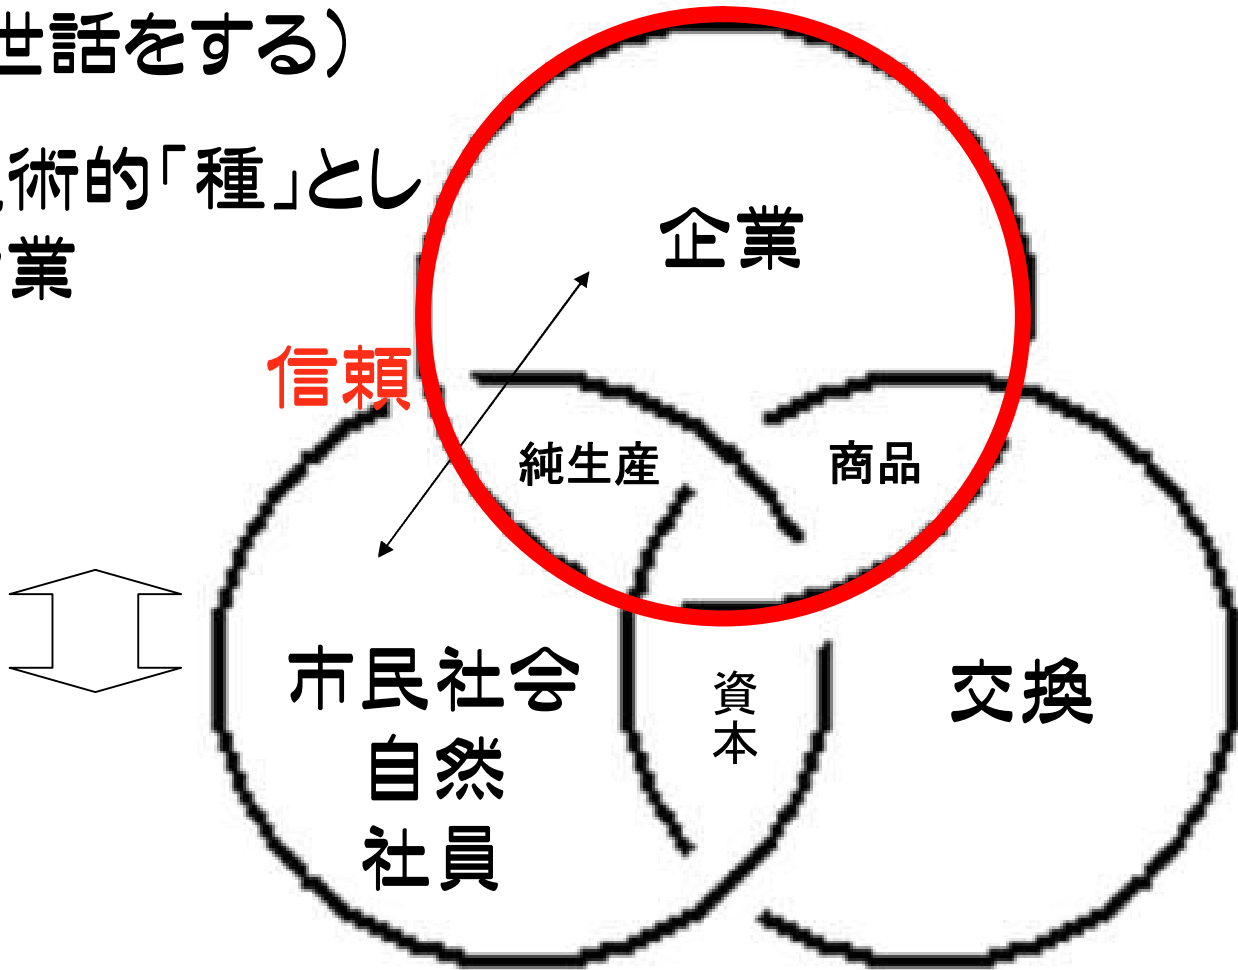 世話をする）
術的「種」とし
業
企業
信頼
純生産
商品
市民社会
自然
社員
資
本
交換